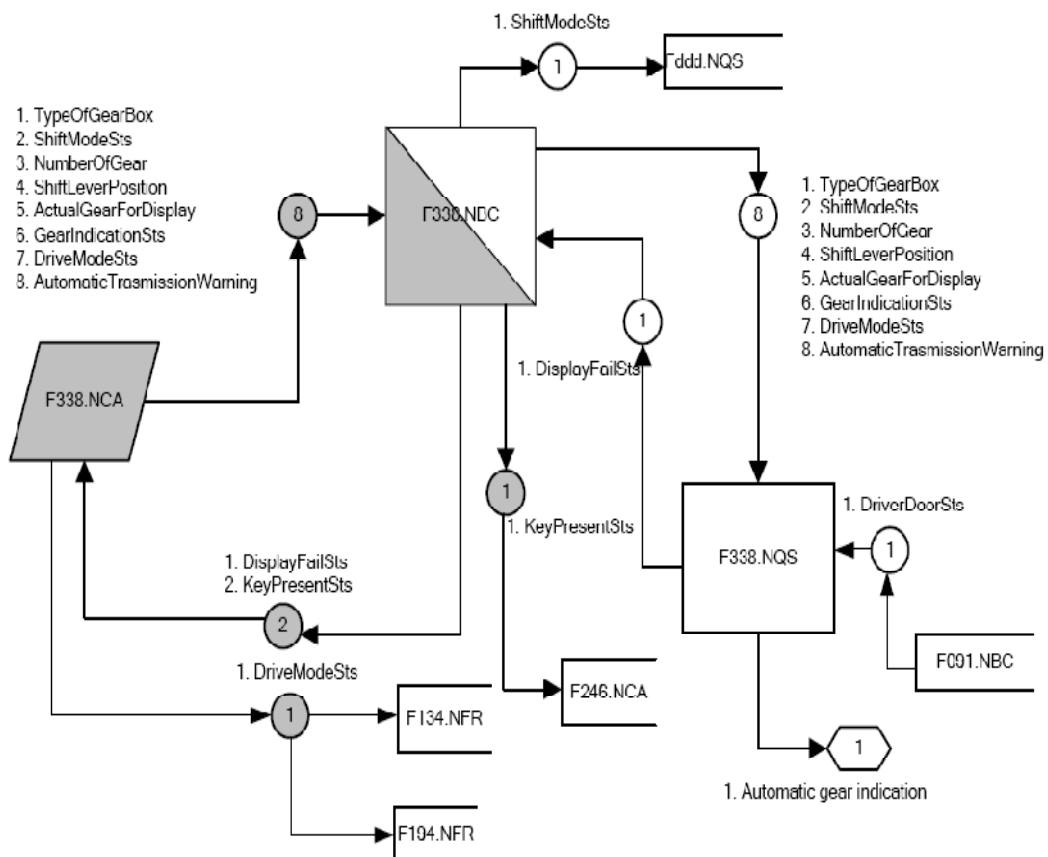 1. ShiftModeSts
1
Fddd.NQS
1. TypeOfGearBox
2. ShiftModeSts
3. NumberOfGear
4. ShiftLeverPosition
5. ActualGearForDisplay
6. GearIndicationSts
7. DriveModeSts
8. AutomaticTrasmissionWarning
8
F338.NBC
8
1. TypeOfGearBox
2. ShiftModeSts
3. NumberOfGear
4. ShiftLeverPosition
5. ActualGearForDisplay
6. GearIndicationSts
7. DriveModeSts
8. AutomaticTrasmissionWarning
1
1. DisplayFailSts
F338.NCA
1
1. KeyPresentSts
1. DriverDoorSts
1
F338.NQS
1. DisplayFailSts
2. KeyPresentSts
2
F091.NBC
1. DriveModeSts
1
F134.NFR
F246.NCA
1
1. Automatic gear indication
F194.NFR